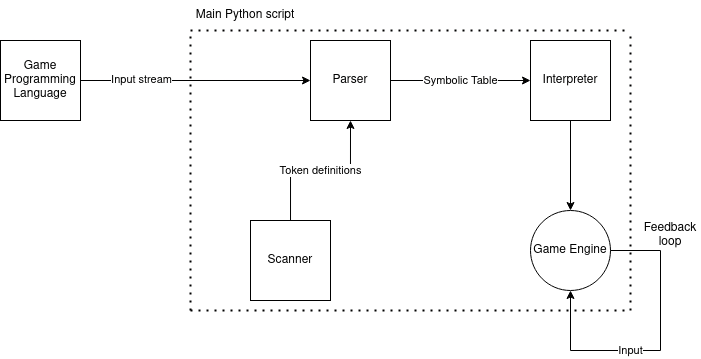 Main Python script
Game
Programming
Language
Input stream
Parser
Symbolic Table
Interpreter
Token definitions
Scanner
Game Engine
Feedback
loop
Input